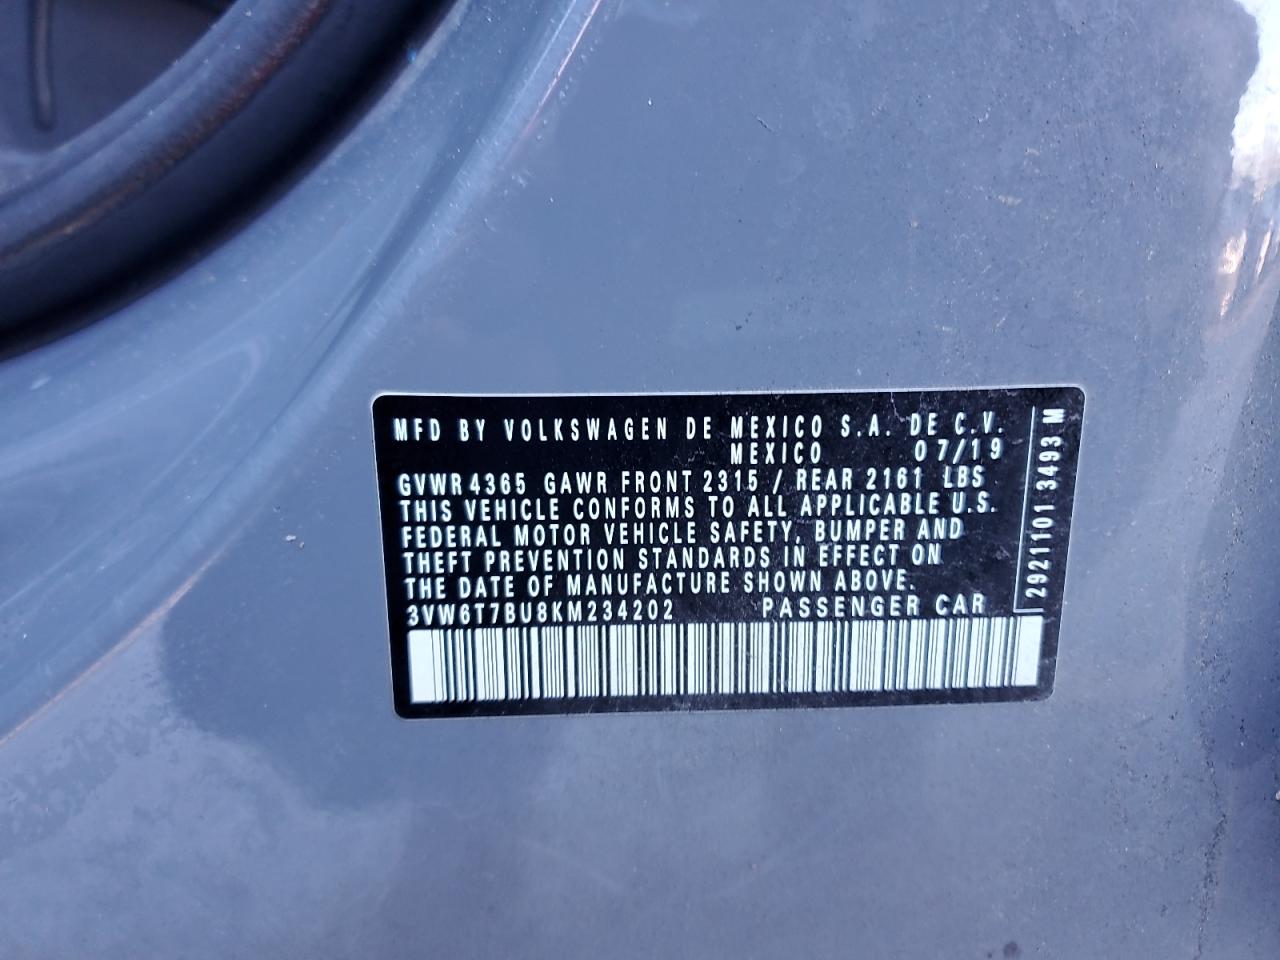 MFD BY VOLKSWAGEN DE MEXICO S.A. DE C.V.
MEXICO 07/19
GVWR 4365 GAWR FRONT 2315 / REAR 2161 LBS
THIS VEHICLE CONFORMS TO ALL APPLICABLE U.S.
FEDERAL MOTOR VEHICLE SAFETY, BUMPER AND
THEFT PREVENTION STANDARDS IN EFFECT ON
THE DATE OF MANUFACTURE SHOWN ABOVE.
3VW6T7BU8KM234202 PASSENGER CAR
2921101 3493 M